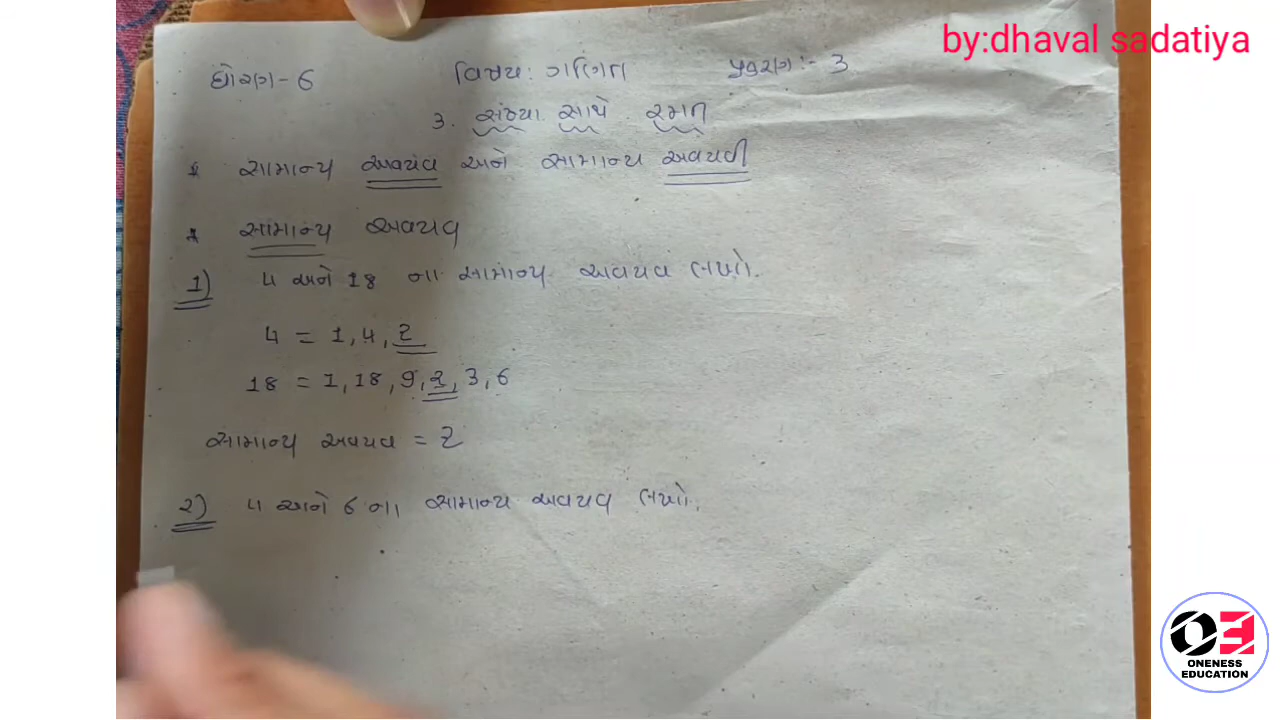 by:dhaval sadatiya
ધોરણ-6 વિષય: ગણિત પ્રકરણ:- 3
3. સંખ્યા સાથે રમત
* સામાન્ય અવયવ અને સામાન્ય અવયવી
* સામાન્ય અવયવ
1) 4 અને 18 ના સામાન્ય અવયવ લખો.
4 = 1, 4, 2
18 = 1, 18, 9, 2, 3, 6
સામાન્ય અવયવ = 2
૨) 4 અને 6 ના સામાન્ય અવયવ લખો.
OE
ONENESS
EDUCATION